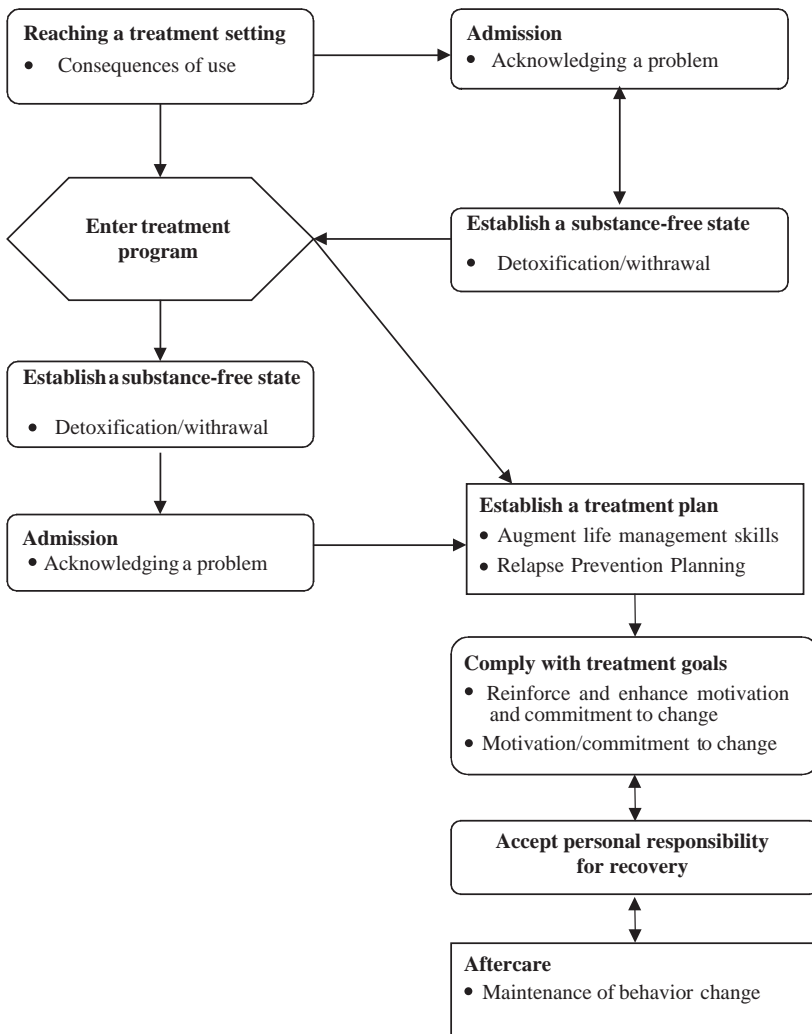 Reaching a treatment setting
• Consequences of use
Admission
• Acknowledging a problem
Enter treatment
program
Establish a substance-free state
• Detoxification/withdrawal
Establish a substance-free state
• Detoxification/withdrawal
Admission
• Acknowledging a problem
Establish a treatment plan
• Augment life management skills
• Relapse Prevention Planning
Comply with treatment goals
• Reinforce and enhance motivation
and commitment to change
• Motivation/commitment to change
Accept personal responsibility
for recovery
Aftercare
• Maintenance of behavior change